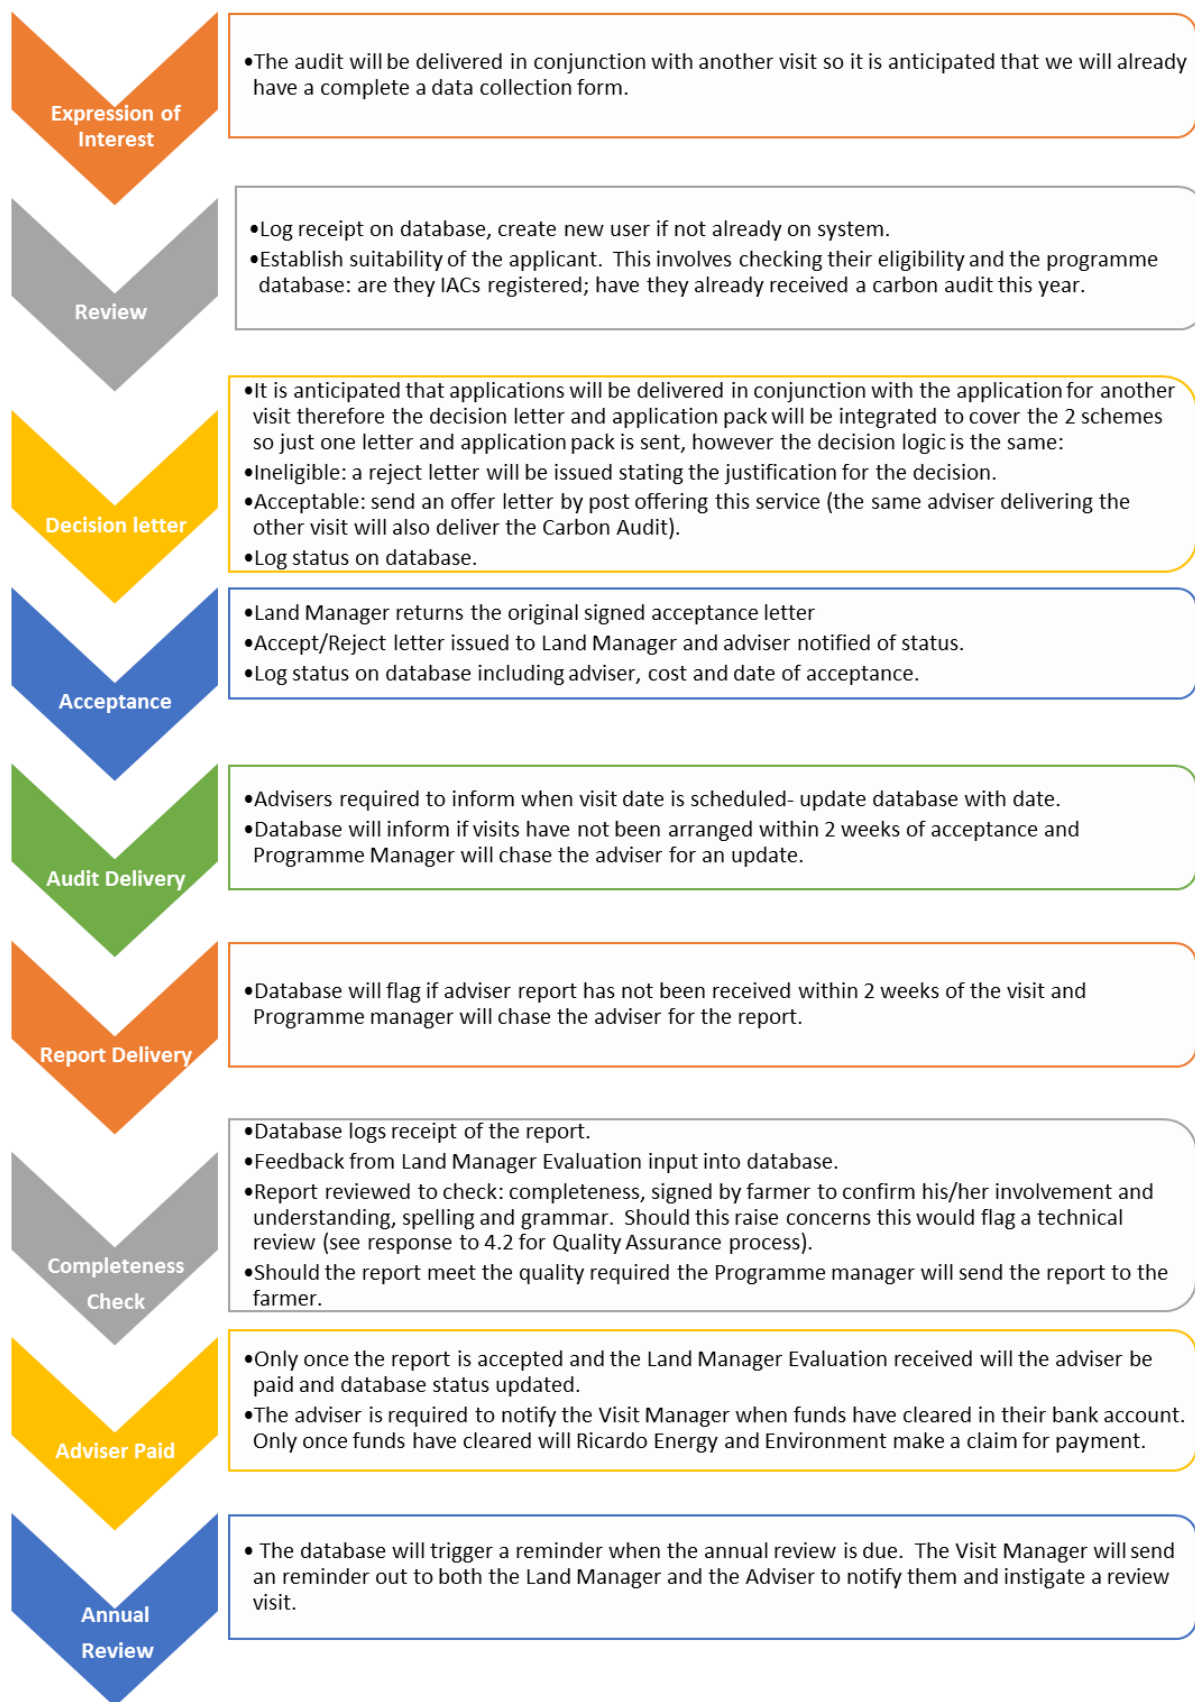 Expression of
Interest
•The audit will be delivered in conjunction with another visit so it is anticipated that we will already
have a complete a data collection form.
Review
•Log receipt on database, create new user if not already on system.
•Establish suitability of the applicant.  This involves checking their eligibility and the programme
database: are they IACs registered; have they already received a carbon audit this year.
Decision letter
•It is anticipated that applications will be delivered in conjunction with the application for another
visit therefore the decision letter and application pack will be integrated to cover the 2 schemes
so just one letter and application pack is sent, however the decision logic is the same:
•Ineligible: a reject letter will be issued stating the justification for the decision.
•Acceptable: send an offer letter by post offering this service (the same adviser delivering the
other visit will also deliver the Carbon Audit).
•Log status on database.
Acceptance
•Land Manager returns the original signed acceptance letter
•Accept/Reject letter issued to Land Manager and adviser notified of status.
•Log status on database including adviser, cost and date of acceptance.
Audit Delivery
•Advisers required to inform when visit date is scheduled- update database with date.
•Database will inform if visits have not been arranged within 2 weeks of acceptance and
Programme Manager will chase the adviser for an update.
Report Delivery
•Database will flag if adviser report has not been received within 2 weeks of the visit and
Programme manager will chase the adviser for the report.
Completeness
Check
•Database logs receipt of the report.
•Feedback from Land Manager Evaluation input into database.
•Report reviewed to check: completeness, signed by farmer to confirm his/her involvement and
understanding, spelling and grammar.  Should this raise concerns this would flag a technical
review (see response to 4.2 for Quality Assurance process).
•Should the report meet the quality required the Programme manager will send the report to the
farmer.
Adviser Paid
•Only once the report is accepted and the Land Manager Evaluation received will the adviser be
paid and database status updated.
•The adviser is required to notify the Visit Manager when funds have cleared in their bank account.
Only once funds have cleared will Ricardo Energy and Environment make a claim for payment.
Annual
Review
• The database will trigger a reminder when the annual review is due.  The Visit Manager will send
an reminder out to both the Land Manager and the Adviser to notify them and instigate a review
visit.